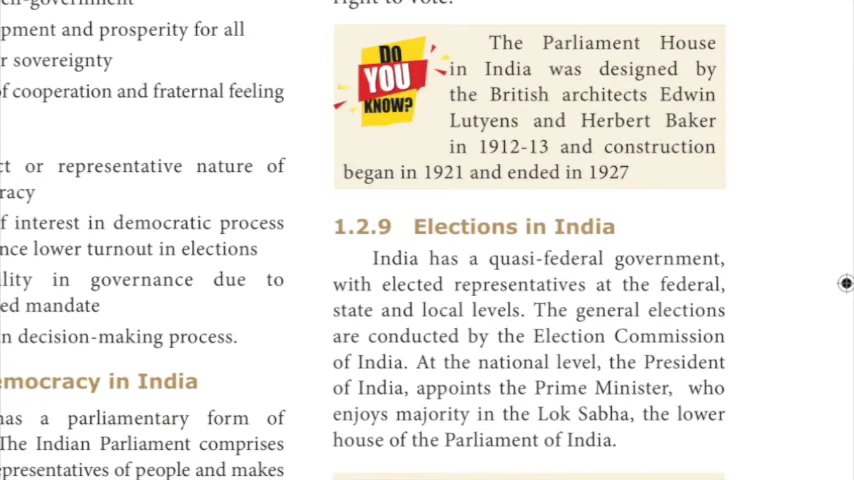 -government
pment and prosperity for all
r sovereignty
f cooperation and fraternal feeling
ct or representative nature of
racy
f interest in democratic process
nce lower turnout in elections
ility in governance due to
ed mandate
n decision-making process.
emocracy in India
has a parliamentary form of
The Indian Parliament comprises
epresentatives of people and makes
right to vote.
DO
YOU
KNOW?
The Parliament House
in India was designed by
the British architects Edwin
Lutyens and Herbert Baker
in 1912-13 and construction
began in 1921 and ended in 1927
1.2.9 Elections in India
India has a quasi-federal government,
with elected representatives at the federal,
state and local levels. The general elections
are conducted by the Election Commission
of India. At the national level, the President
of India, appoints the Prime Minister, who
enjoys majority in the Lok Sabha, the lower
house of the Parliament of India.